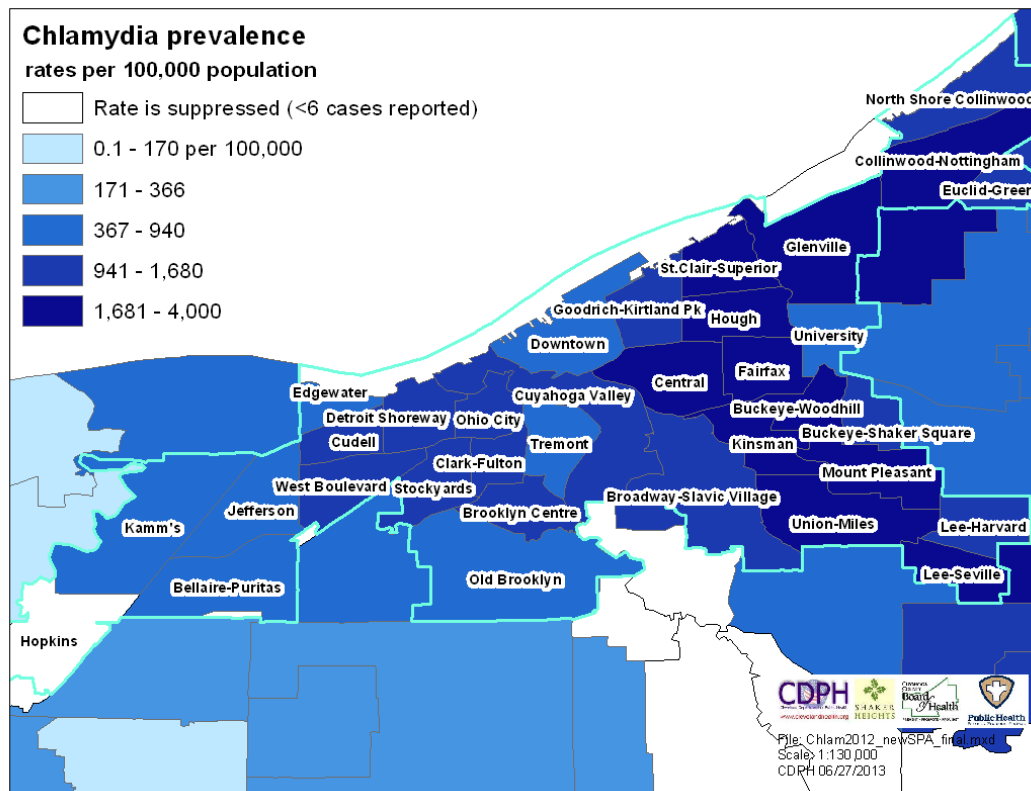 Chlamydia prevalence
rates per 100,000 population
Rate is suppressed (<6 cases reported)
0.1 - 170 per 100,000
171 - 366
367 - 940
941 - 1,680
1,681 - 4,000
North Shore Collinwood
Collinwood-Nottingham
Euclid-Green
Glenville
St.Clair-Superior
Goodrich-Kirtland Pk
Hough
University
Downtown
Fairfax
Central
Edgewater
Cuyahoga Valley
Buckeye-Woodhill
Detroit Shoreway
Ohio City
Buckeye-Shaker Square
Cudell
Tremont
Kinsman
Clark-Fulton
Mount Pleasant
West Boulevard
Stockyards
Broadway-Slavic Village
Jefferson
Brooklyn Centre
Kamm's
Union-Miles
Lee-Harvard
Lee-Seville
Old Brooklyn
Bellaire-Puritas
Hopkins
CDPH
www.clevelandhealth.org
SHAKER
HEIGHTS
Board
of Health
Public Health
File: Chlam2012_newSPA_final.mxd
Scale: 1:130,000
CDPH 06/27/2013